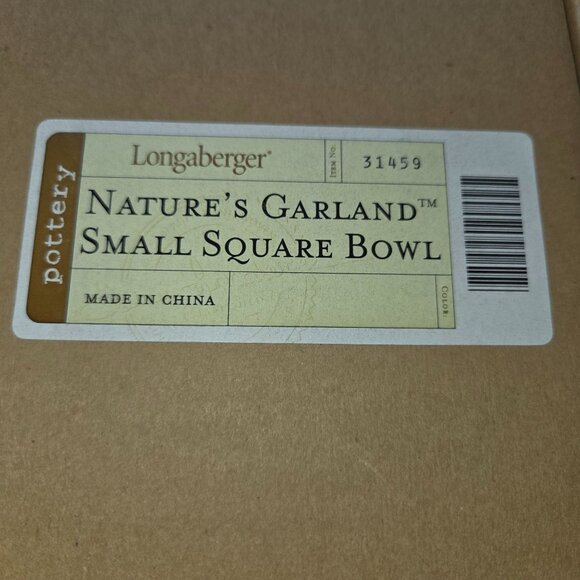 pottery
Longaberger®
ITEM NO.
31459
NATURE'S GARLAND™
SMALL SQUARE BOWL
MADE IN CHINA
COLOR: